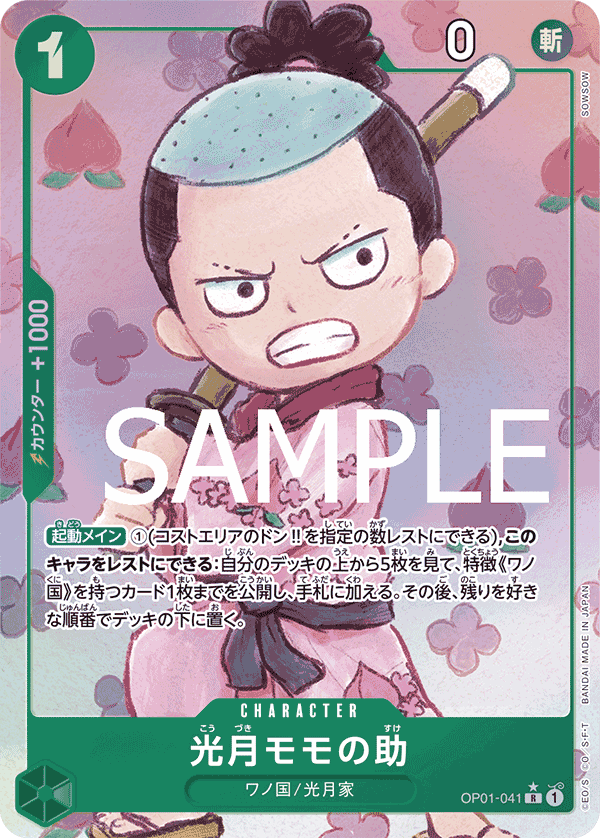 1
0
斬
SOWSOW
カウンター +1000
SAMPLE
起動メイン ①(コストエリアのドン!!を指定の数レストにできる),この
キャラをレストにできる:自分のデッキの上から5枚を見て、特徴《ワノ
国》を持つカード1枚までを公開し、手札に加える。その後、残りを好き
な順番でデッキの下に置く。
CHARACTER
光月モモの助
ワノ国/光月家
OP01-041 R 1
©E.O/S ©O S・F・T BANDAI MADE IN JAPAN